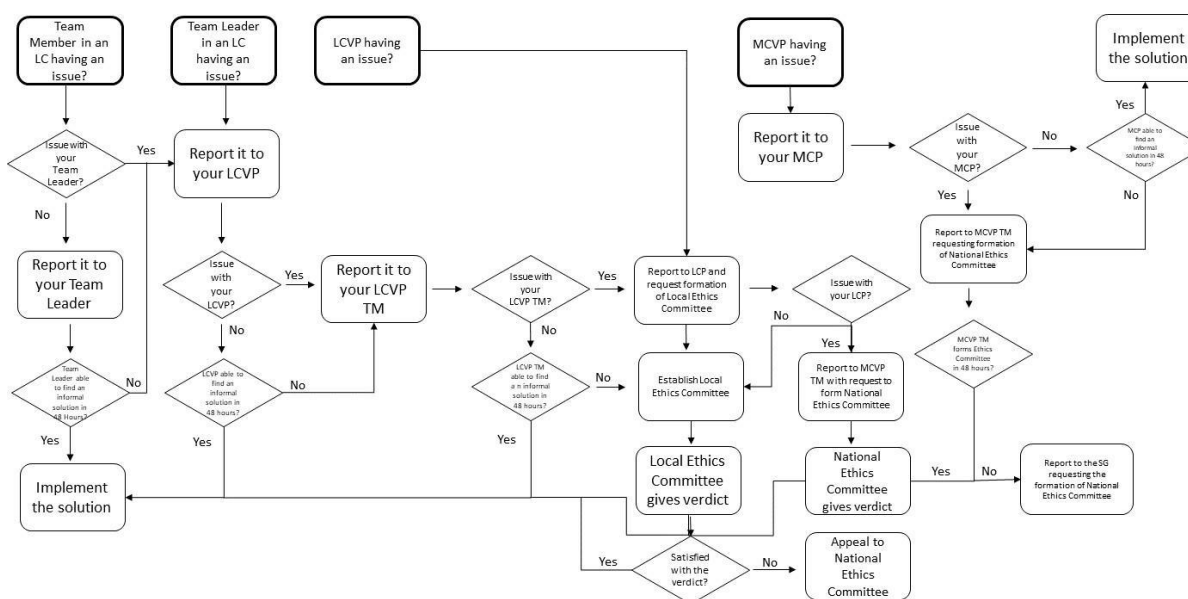 Team
Member in an
LC having an
issue?
Team Leader
in an LC
having an
issue?
LCVP having
an issue?
MCVP having
an issue?
Implement
the solution
Issue with
your Team
Leader?
Yes
No
Report it to
your LCVP
Report it to
your MCP
Issue
with
your
MCP?
No
Yes
MCP able to
find an
informal
solution in 48
hours?
Yes
No
Report to MCVP TM
requesting formation
of National Ethics
Committee
Report it to
your Team
Leader
Issue
with
your
LCVP?
Yes
No
Report it to
your LCVP
TM
Issue with
your
LCVP TM?
Yes
No
Report to LCP and
request formation
of Local Ethics
Committee
Issue with
your LCP?
No
Yes
MCVP TM
forms Ethics
Committee
in 48 hours?
Team
Leader able
to find an
informal
solution in
48 Hours?
No
Yes
LCVP able to
find an
informal
solution in
48 hours?
No
Yes
LCVP TM
able to find
a n informal
solution in
48 hours?
No
Yes
Establish Local
Ethics Committee
Report to MCVP
TM with request to
form National
Ethics Committee
Implement
the solution
Local Ethics
Committee
gives verdict
National
Ethics
Committee
gives verdict
Yes
No
Report to the SG
requesting the
formation of National
Ethics Committee
Yes
Satisfied
with the
verdict?
No
Appeal to
National
Ethics
Committee